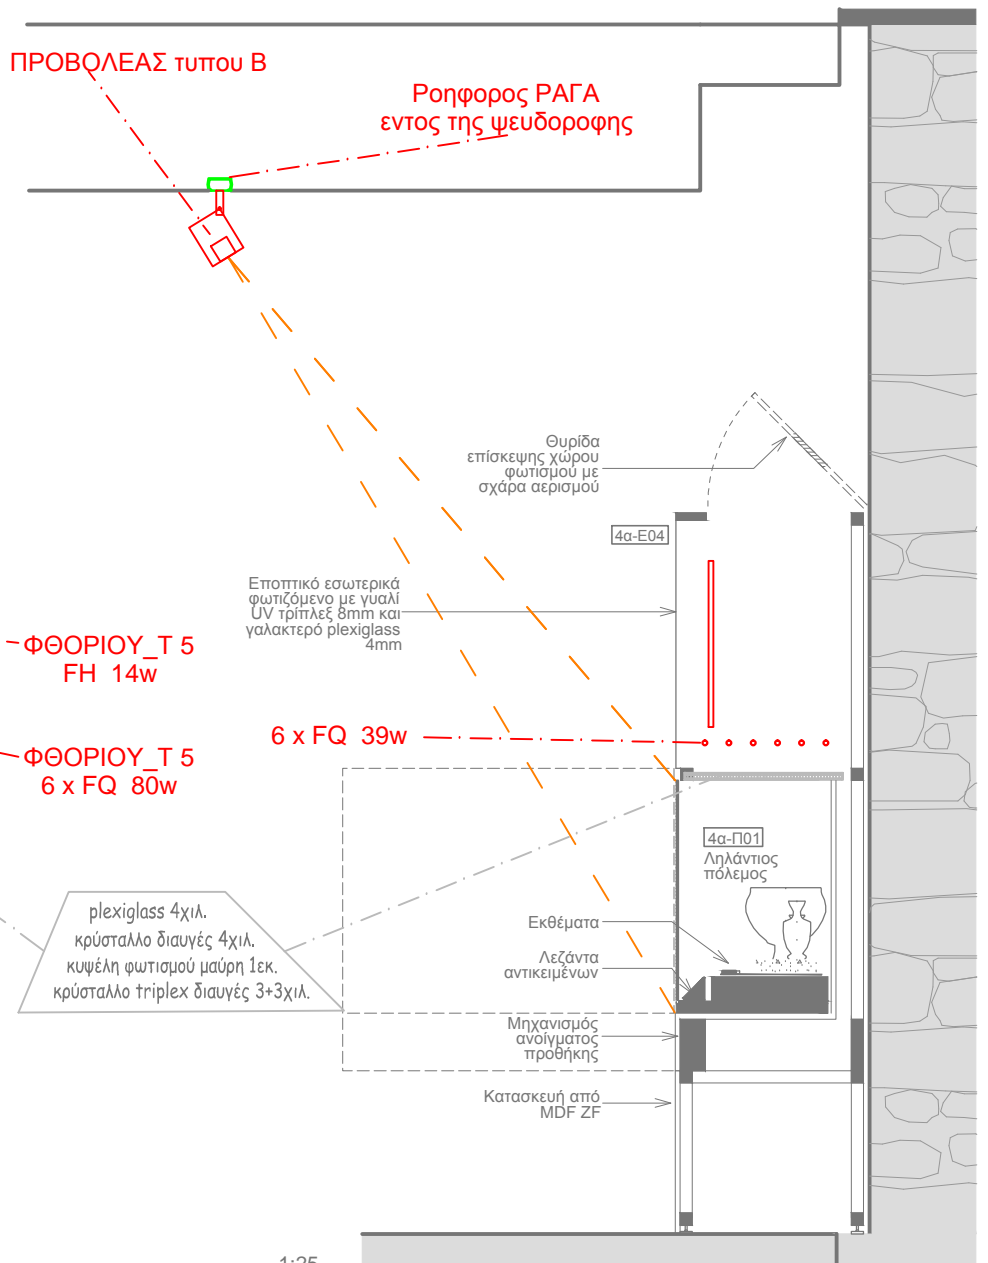 ΠΡΟΒΟΛΕΑΣ τυπου Β
Ροηφορος ΡΑΓΑ
εντος της ψευδοροφης
Θυρίδα
επίσκεψης χώρου
φωτισμού με
σχάρα αερισμού
4α-Ε04
Εποπτικό εσωτερικά
φωτιζόμενο με γυαλί
UV τρίπλεξ 8mm και
γαλακτερό plexiglass
4mm
ΦΘΟΡΙΟΥ_Τ 5
FH 14w
6 x FQ 39w
ΦΘΟΡΙΟΥ_Τ 5
6 x FQ 80w
4α-Π01
Ληλάντιος
πόλεμος
plexiglass 4χιλ.
κρύσταλλο διαυγές 4χιλ.
κυψέλη φωτισμού μαύρη 1εκ.
κρύσταλλο triplex διαυγές 3+3χιλ.
Εκθέματα
Λεζάντα
αντικειμένων
Μηχανισμός
ανοίγματος
προθήκης
Κατασκευή από
MDF ZF
1:25